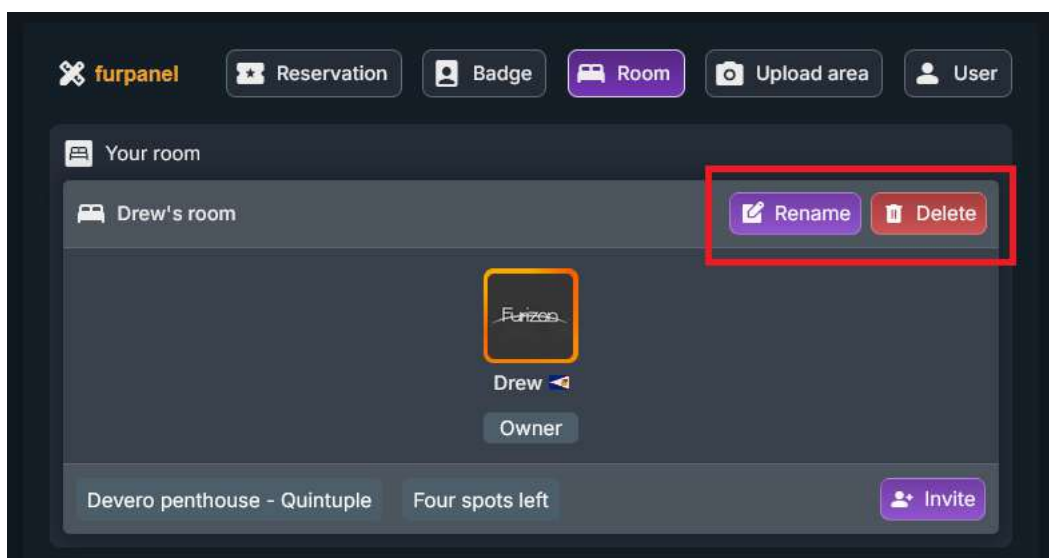 furpanel
Reservation
Badge
Room
Upload area
User
Your room
Drew's room
Rename
Delete
Furizon
Drew
Owner
Devero penthouse - Quintuple
Four spots left
Invite